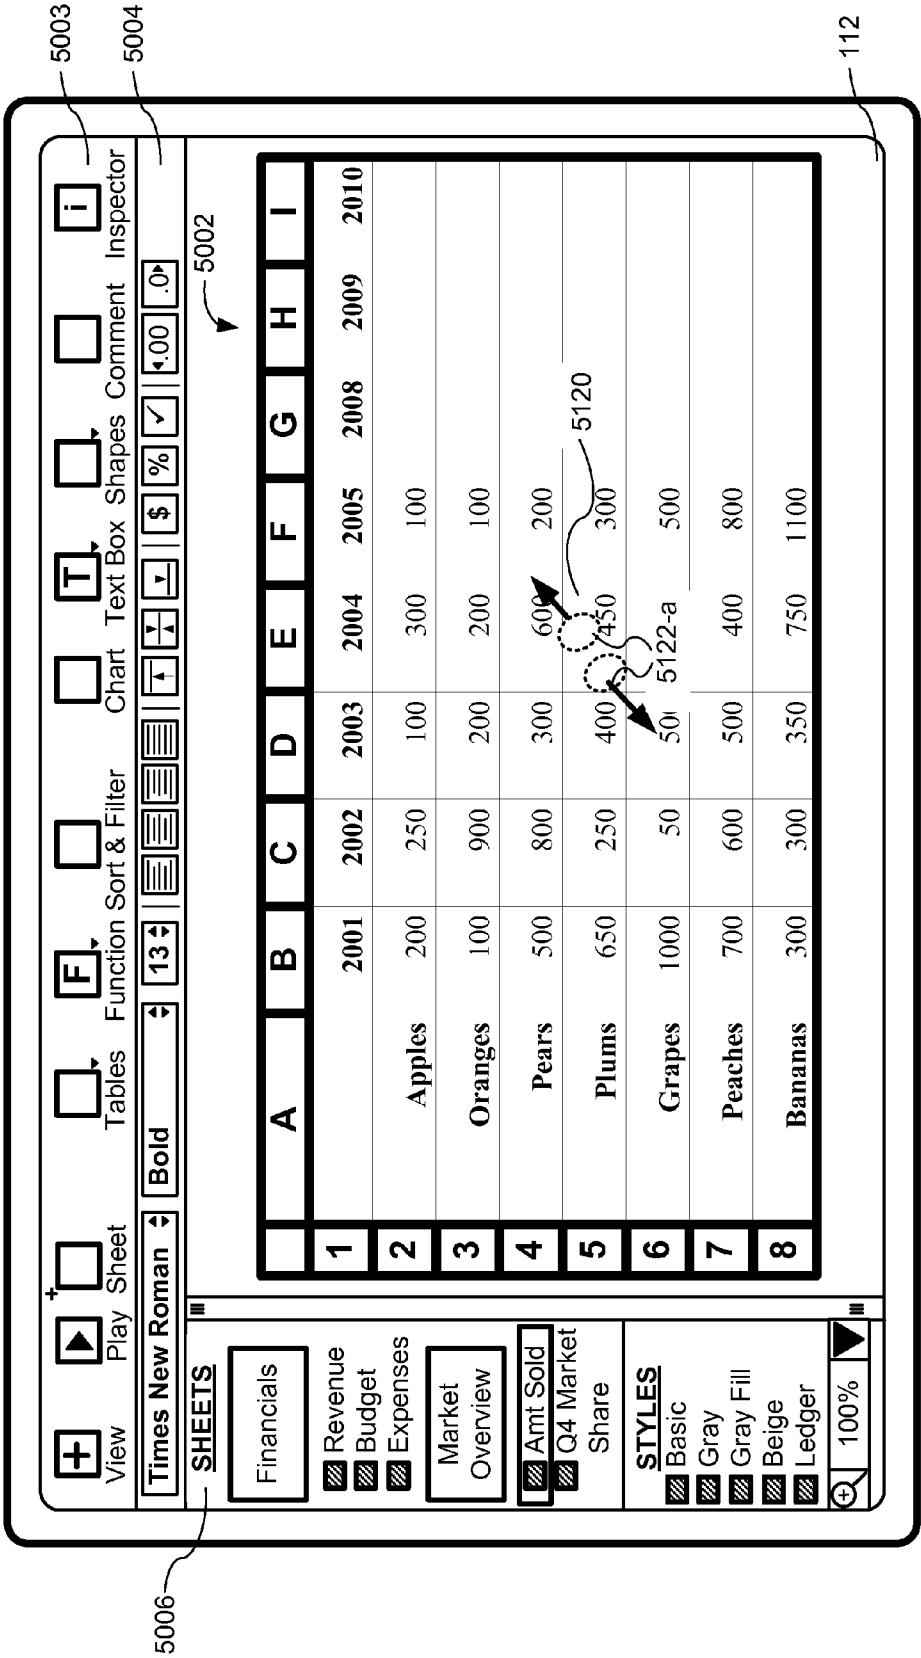 5003
5004
View Play Sheet Tables Function Sort & Filter Chart Text Box Shapes Comment Inspector
+ + F T i
Times New Roman Bold 13 $ % ✓ .00 .0
5006
5002
SHEETS
Financials
Revenue
Budget
Expenses
Market
Overview
Amt Sold
Q4 Market
Share
STYLES
Basic
Gray
Gray Fill
Beige
Ledger
100%
A B C D E F G H I
1 2001 2002 2003 2004 2005 2008 2009 2010
2 Apples 200 250 100 300 100
3 Oranges 100 900 200 200 100
4 Pears 500 800 300 600 200
5 Plums 650 250 400 450 300
6 Grapes 1000 50 500
7 Peaches 700 600 500 400 800
8 Bananas 300 300 350 750 1100
5120
5122-a
112